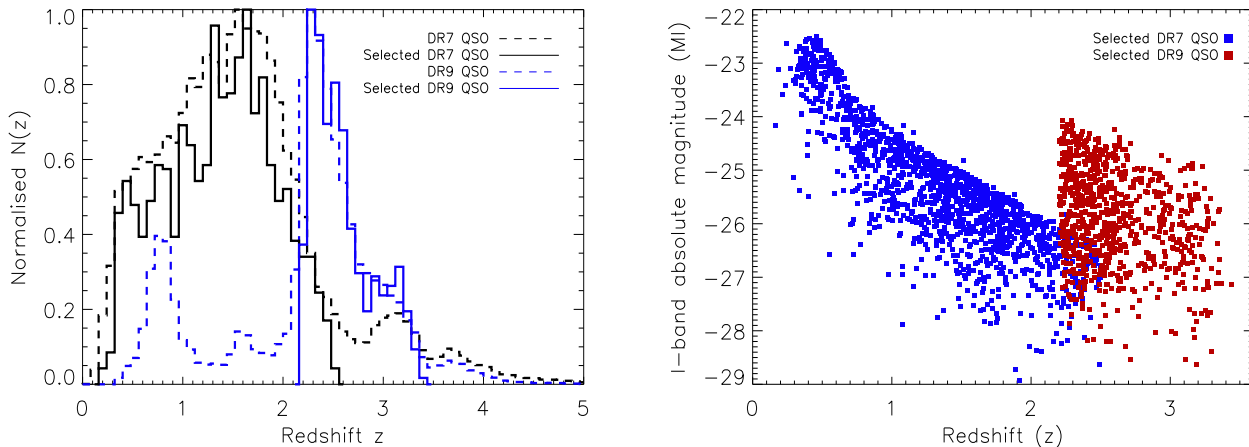 1.0
0.8
0.6
0.4
0.2
0.0
Normalised N(z)
DR7 QSO
Selected DR7 QSO
DR9 QSO
Selected DR9 QSO
0 1 2 3 4 5
Redshift z
−22
−23
−24
−25
−26
−27
−28
−29
I−band absolute magnitude (MI)
Selected DR7 QSO
Selected DR9 QSO
0 1 2 3
Redshift (z)